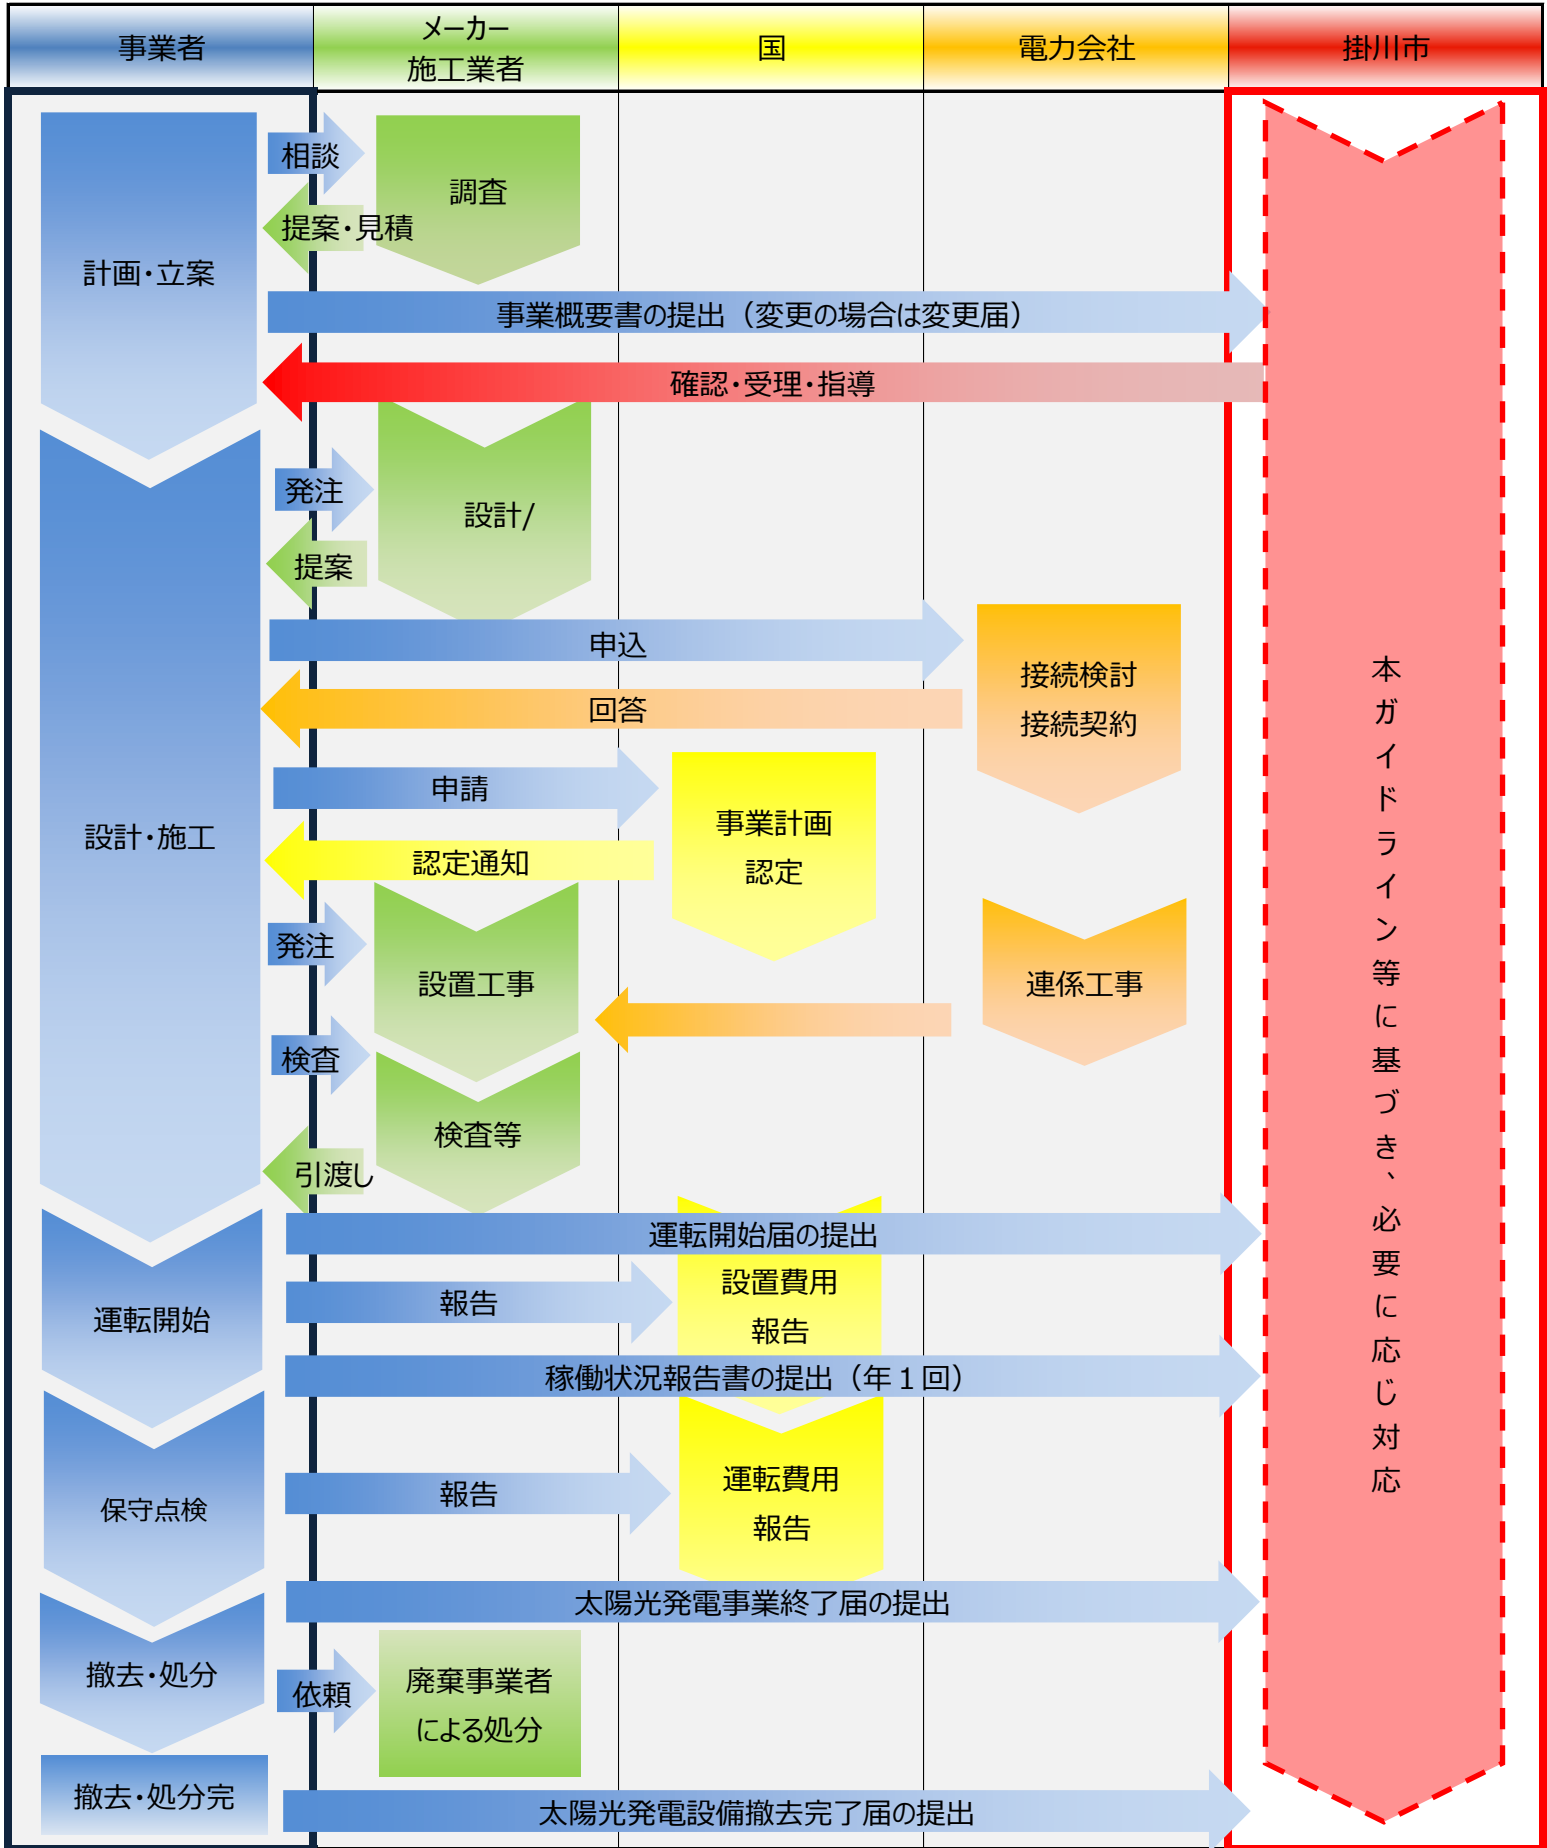 事業者
メーカー
施工業者
国
電力会社
掛川市
計画・立案
相談
調査
提案・見積
事業概要書の提出（変更の場合は変更届）
確認・受理・指導
設計・施工
発注
設計/
提案
申込
接続検討
接続契約
回答
申請
事業計画
認定
認定通知
発注
設置工事
連係工事
検査
検査等
引渡し
運転開始届の提出
運転開始
報告
設置費用
報告
稼働状況報告書の提出（年１回）
保守点検
報告
運転費用
報告
太陽光発電事業終了届の提出
撤去・処分
依頼
廃棄事業者
による処分
撤去・処分完
太陽光発電設備撤去完了届の提出
本ガイドライン等に基づき、必要に応じ対応